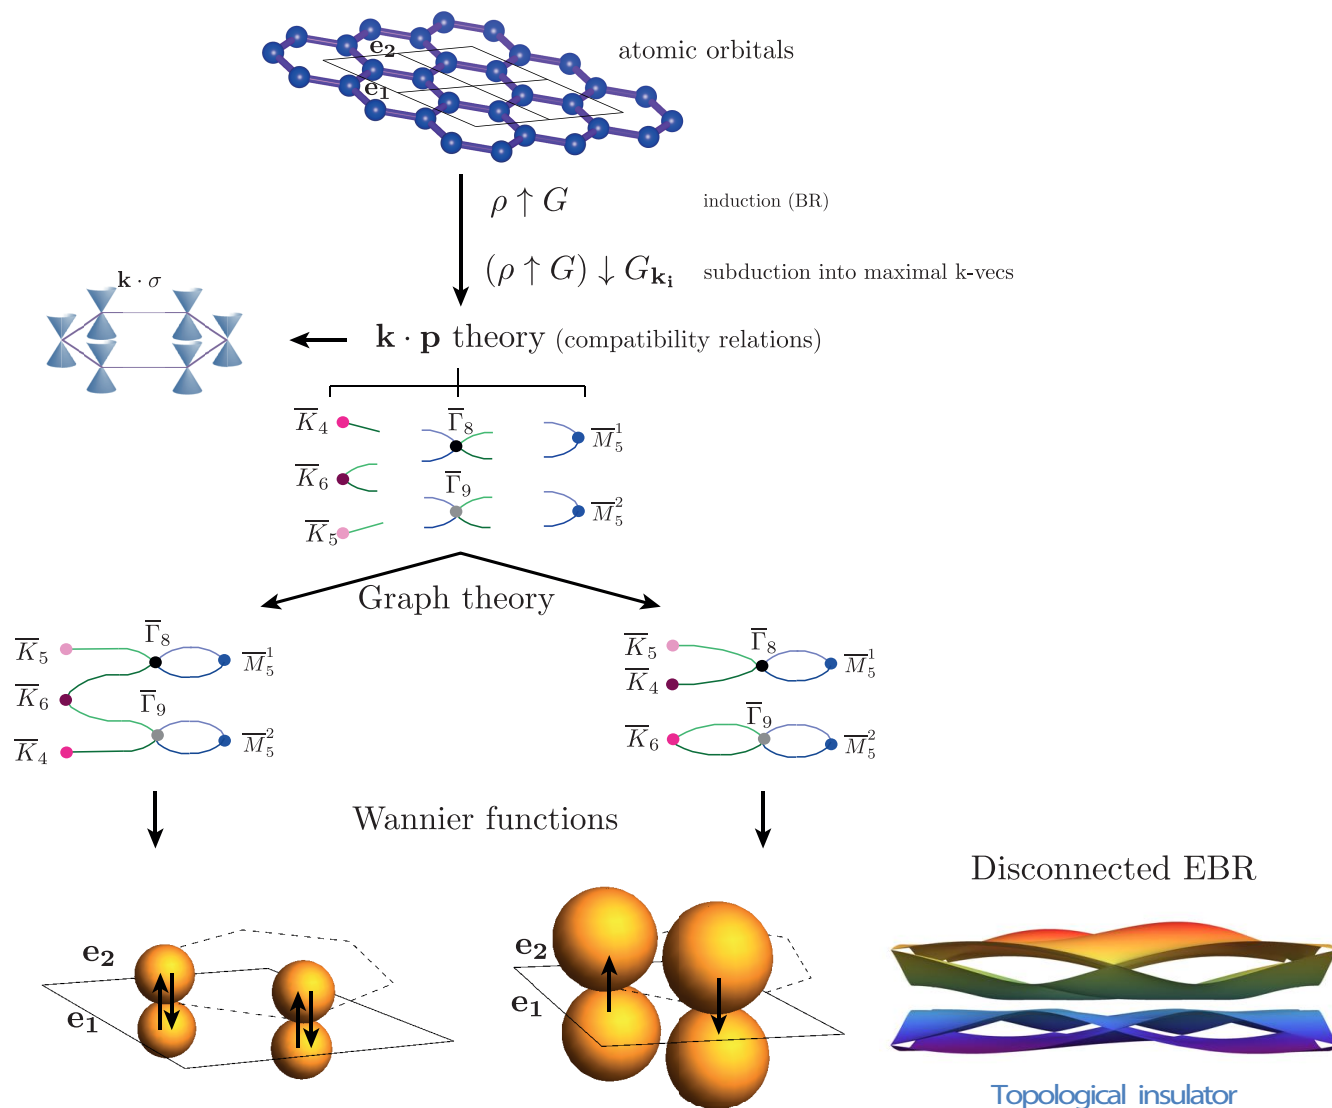 e₂
atomic orbitals
e₁
ρ ↑ G
induction (BR)
(ρ ↑ G) ↓ G_{k_i}
subduction into maximal k-vecs
k · σ
k · p theory (compatibility relations)
K̅₄
Γ̅₈
M̅₅¹
K̅₆
Γ̅₉
M̅₅²
K̅₅
Graph theory
K̅₅
Γ̅₈
M̅₅¹
K̅₆
Γ̅₉
M̅₅²
K̅₄
K̅₅
Γ̅₈
M̅₅¹
K̅₄
Γ̅₉
K̅₆
M̅₅²
Wannier functions
Disconnected EBR
e₂
e₁
e₂
e₁
Topological insulator